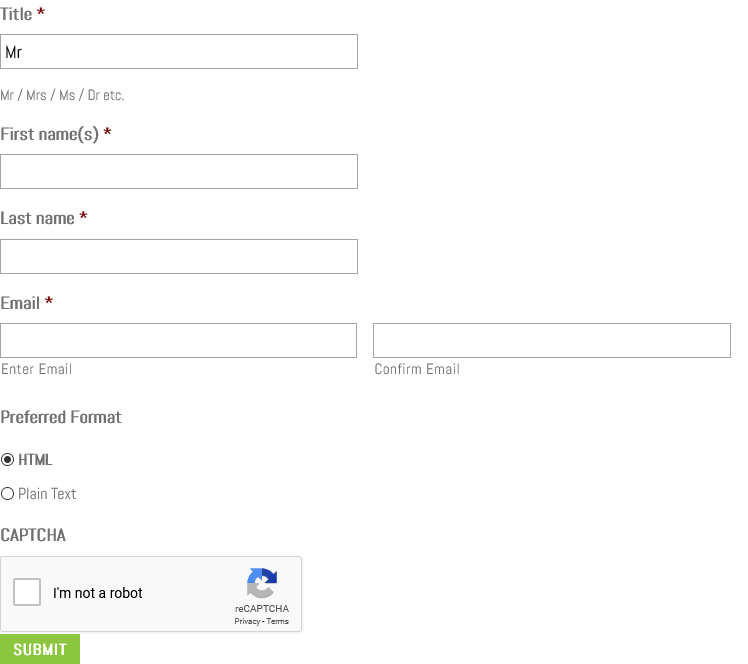 Title *
Mr
Mr / Mrs / Ms / Dr etc.
First name(s) *
Last name *
Email *
Enter Email
Confirm Email
Preferred Format
HTML
Plain Text
CAPTCHA
I'm not a robot
reCAPTCHA
Privacy - Terms
SUBMIT